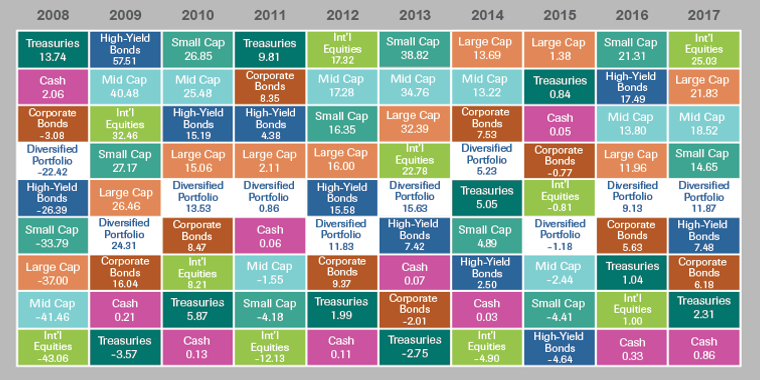 2008 2009 2010 2011 2012 2013 2014 2015 2016 2017
Treasuries
13.74
High-Yield
Bonds
57.51
Small Cap
26.85
Treasuries
9.81
Int'l
Equities
17.32
Small Cap
38.82
Large Cap
13.69
Large Cap
1.38
Small Cap
21.31
Int'l
Equities
25.03
Cash
2.06
Mid Cap
40.48
Mid Cap
25.48
Corporate
Bonds
8.35
Mid Cap
17.28
Mid Cap
34.76
Mid Cap
13.22
Treasuries
0.84
High-Yield
Bonds
17.49
Large Cap
21.83
Corporate
Bonds
−3.08
Int'l
Equities
32.46
High-Yield
Bonds
15.19
High-Yield
Bonds
4.38
Small Cap
16.35
Large Cap
32.39
Corporate
Bonds
7.53
Cash
0.05
Mid Cap
13.80
Mid Cap
18.52
Diversified
Portfolio
−22.42
Small Cap
27.17
Large Cap
15.06
Large Cap
2.11
Large Cap
16.00
Int'l
Equities
22.78
Diversified
Portfolio
5.23
Corporate
Bonds
−0.77
Large Cap
11.96
Small Cap
14.65
High-Yield
Bonds
−26.39
Large Cap
26.46
Diversified
Portfolio
13.53
Diversified
Portfolio
0.86
High-Yield
Bonds
15.58
Diversified
Portfolio
15.63
Treasuries
5.05
Int'l
Equities
−0.81
Diversified
Portfolio
9.13
Diversified
Portfolio
11.87
Small Cap
−33.79
Diversified
Portfolio
24.31
Corporate
Bonds
8.47
Cash
0.06
Diversified
Portfolio
11.83
High-Yield
Bonds
7.42
Small Cap
4.89
Diversified
Portfolio
−1.18
Corporate
Bonds
5.63
High-Yield
Bonds
7.48
Large Cap
−37.00
Corporate
Bonds
16.04
Int'l
Equities
8.21
Mid Cap
−1.55
Corporate
Bonds
9.37
Cash
0.07
High-Yield
Bonds
2.50
Mid Cap
−2.44
Treasuries
1.04
Corporate
Bonds
6.18
Mid Cap
−41.46
Cash
0.21
Treasuries
5.87
Small Cap
−4.18
Treasuries
1.99
Corporate
Bonds
−2.01
Cash
0.03
Small Cap
−4.41
Int'l
Equities
1.00
Treasuries
2.31
Int'l
Equities
−43.06
Treasuries
−3.57
Cash
0.13
Int'l
Equities
−12.13
Cash
0.11
Treasuries
−2.75
Int'l
Equities
−4.90
High-Yield
Bonds
−4.64
Cash
0.33
Cash
0.86